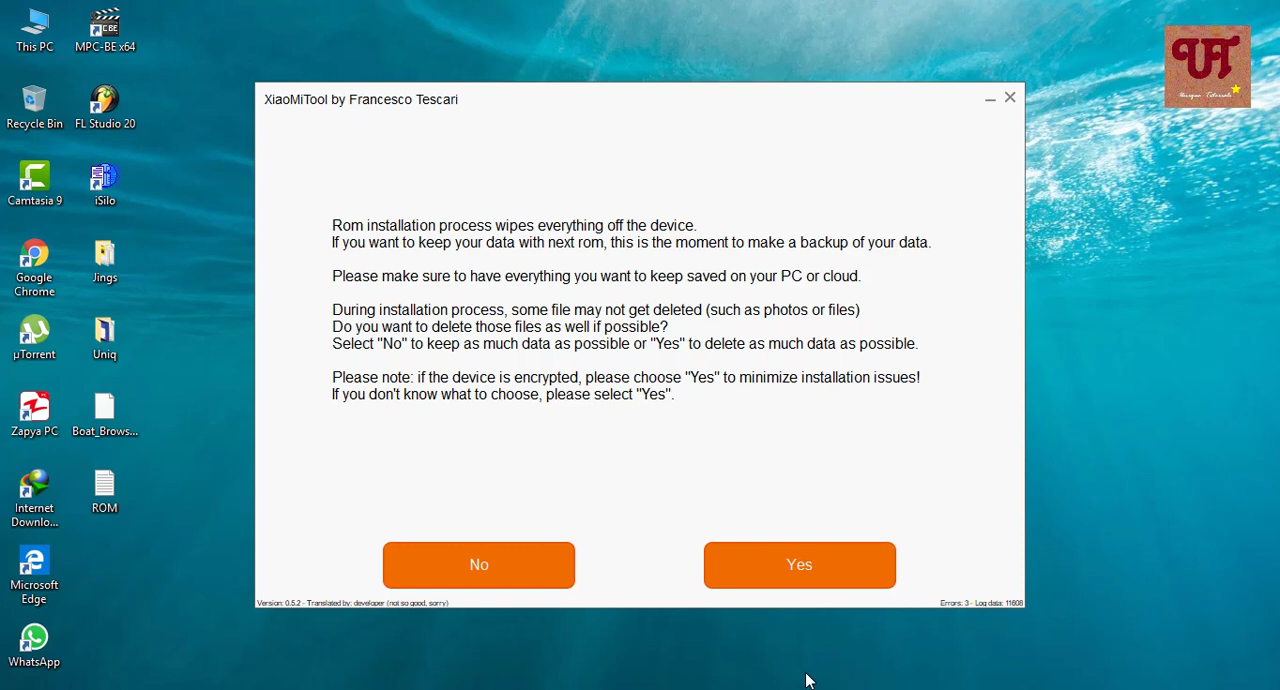 This PC
MPC-BE x64
Recycle Bin
FL Studio 20
Camtasia 9
iSilo
Google
Chrome
Jings
µTorrent
Uniq
Zapya PC
Boat_Brows...
Internet
Downlo...
ROM
Microsoft
Edge
WhatsApp
XiaoMiTool by Francesco Tescari
Rom installation process wipes everything off the device.
If you want to keep your data with next rom, this is the moment to make a backup of your data.
Please make sure to have everything you want to keep saved on your PC or cloud.
During installation process, some file may not get deleted (such as photos or files)
Do you want to delete those files as well if possible?
Select "No" to keep as much data as possible or "Yes" to delete as much data as possible.
Please note: if the device is encrypted, please choose "Yes" to minimize installation issues!
If you don't know what to choose, please select "Yes".
No
Yes
Version: 0.5.2 - Translated by: developer (not so good, sorry)
Errors: 3 - Log data: 11608